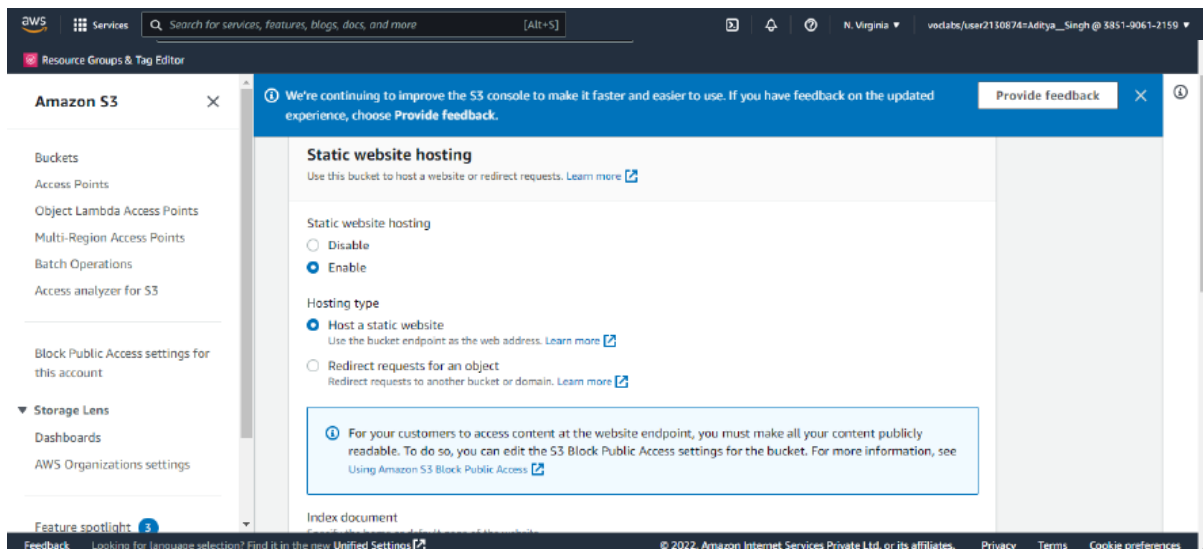 aws
Services
Search for services, features, blogs, docs, and more
[Alt+S]
N. Virginia ▼
voclabs/user2130874=Aditya__Singh @ 3851-9061-2159 ▼
Resource Groups & Tag Editor
Amazon S3
We're continuing to improve the S3 console to make it faster and easier to use. If you have feedback on the updated
experience, choose Provide feedback.
Provide feedback
Buckets
Access Points
Object Lambda Access Points
Multi-Region Access Points
Batch Operations
Access analyzer for S3
Block Public Access settings for
this account
Storage Lens
Dashboards
AWS Organizations settings
Feature spotlight 3
Static website hosting
Use this bucket to host a website or redirect requests. Learn more
Static website hosting
Disable
Enable
Hosting type
Host a static website
Use the bucket endpoint as the web address. Learn more
Redirect requests for an object
Redirect requests to another bucket or domain. Learn more
For your customers to access content at the website endpoint, you must make all your content publicly
readable. To do so, you can edit the S3 Block Public Access settings for the bucket. For more information, see
Using Amazon S3 Block Public Access
Index document
Feedback
Looking for language selection? Find it in the new Unified Settings
© 2022, Amazon Internet Services Private Ltd. or its affiliates.
Privacy
Terms
Cookie preferences